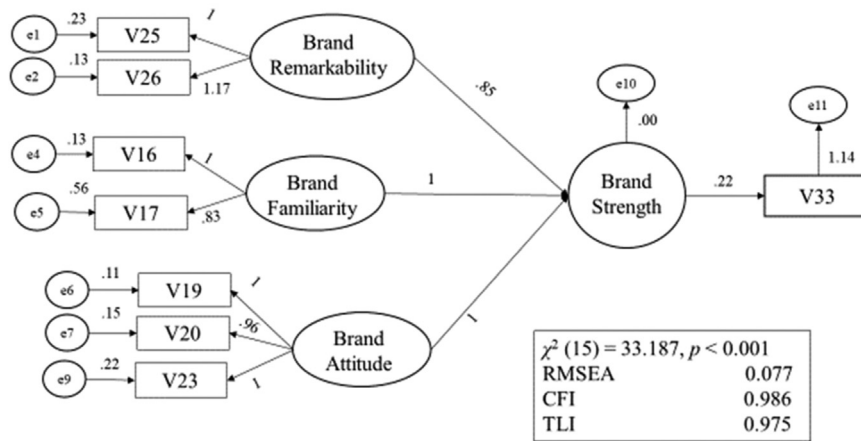 e1
.23
V25
1
Brand
Remarkability
e2
.13
V26
1.17
.85
e10
.00
e11
1.14
e4
.13
V16
1
Brand
Familiarity
1
Brand
Strength
.22
V33
e5
.56
V17
.83
e6
.11
V19
1
e7
.15
V20
.96
Brand
Attitude
1
e9
.22
V23
1
χ² (15) = 33.187, p < 0.001
RMSEA 0.077
CFI 0.986
TLI 0.975